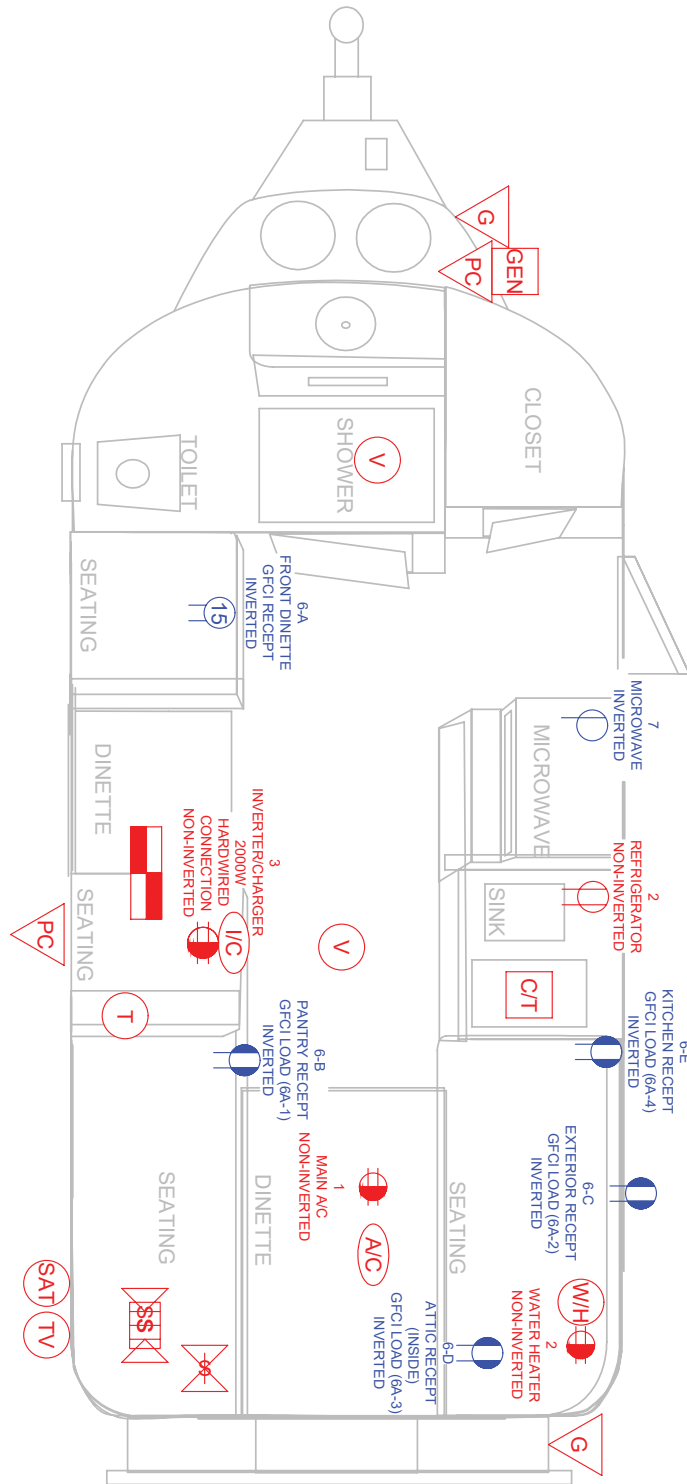 G
GEN
PC
CLOSET
SHOWER
V
TOILET
SEATING
6-A
FRONT DINETTE
GFCI RECEPT
INVERTED
15
7
MICROWAVE
INVERTED
MICROWAVE
DINETTE
3
INVERTER/CHARGER
2000W
HARDWIRED
CONNECTION
NON-INVERTED
I/C
2
REFRIGERATOR
NON-INVERTED
SINK
SEATING
PC
V
C/T
T
6-B
PANTRY RECEPT
GFCI LOAD (6A-1)
INVERTED
6-E
KITCHEN RECEPT
GFCI LOAD (6A-4)
INVERTED
6-C
EXTERIOR RECEPT
GFCI LOAD (6A-2)
INVERTED
SEATING
DINETTE
1
MAIN A/C
NON-INVERTED
A/C
SEATING
W/H
2
WATER HEATER
NON-INVERTED
6-D
ATTIC RECEPT
(INSIDE)
GFCI LOAD (6A-3)
INVERTED
SAT
TV
SS
S
G